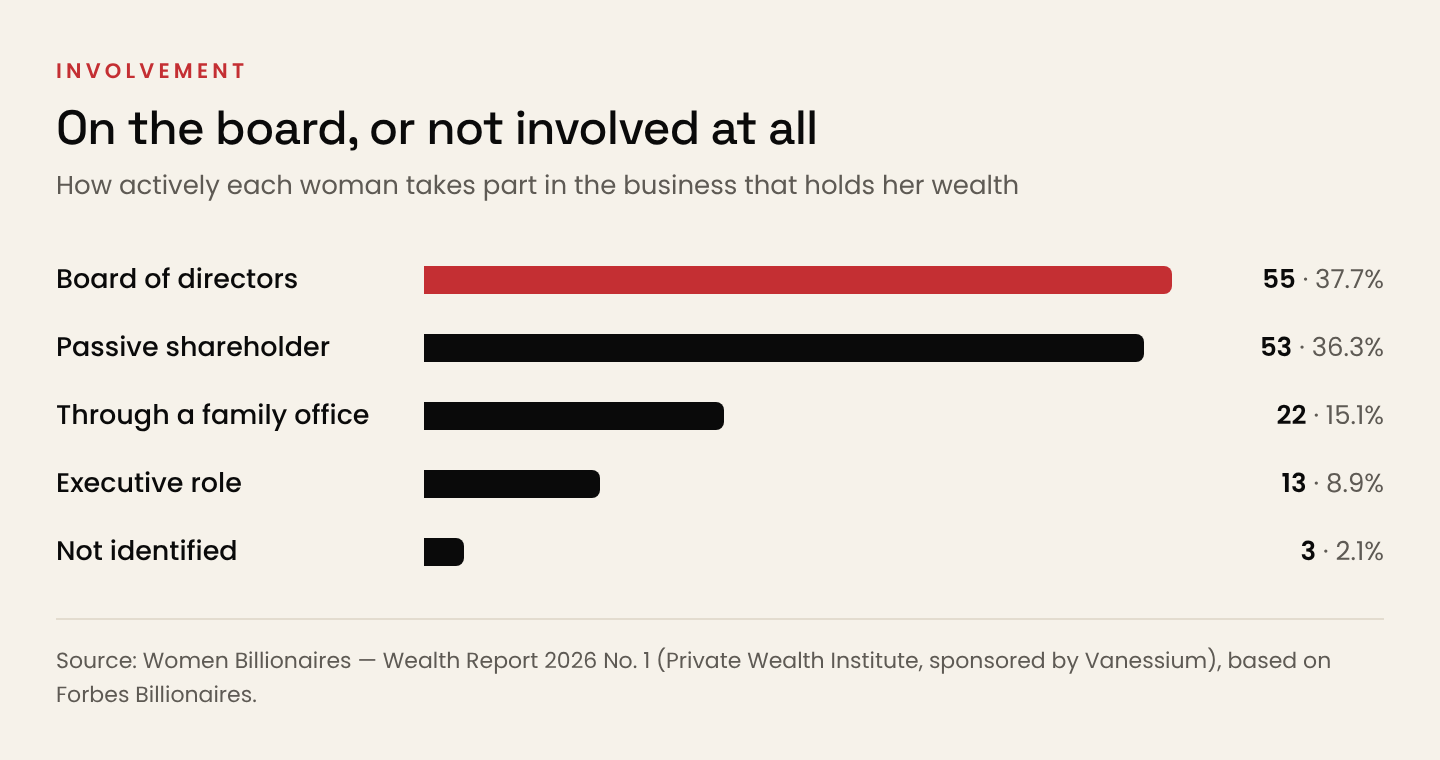 INVOLVEMENT
On the board, or not involved at all
How actively each woman takes part in the business that holds her wealth
Board of directors 55 · 37.7%
Passive shareholder 53 · 36.3%
Through a family office 22 · 15.1%
Executive role 13 · 8.9%
Not identified 3 · 2.1%
Source: Women Billionaires — Wealth Report 2026 No. 1 (Private Wealth Institute, sponsored by Vanessium), based on
Forbes Billionaires.